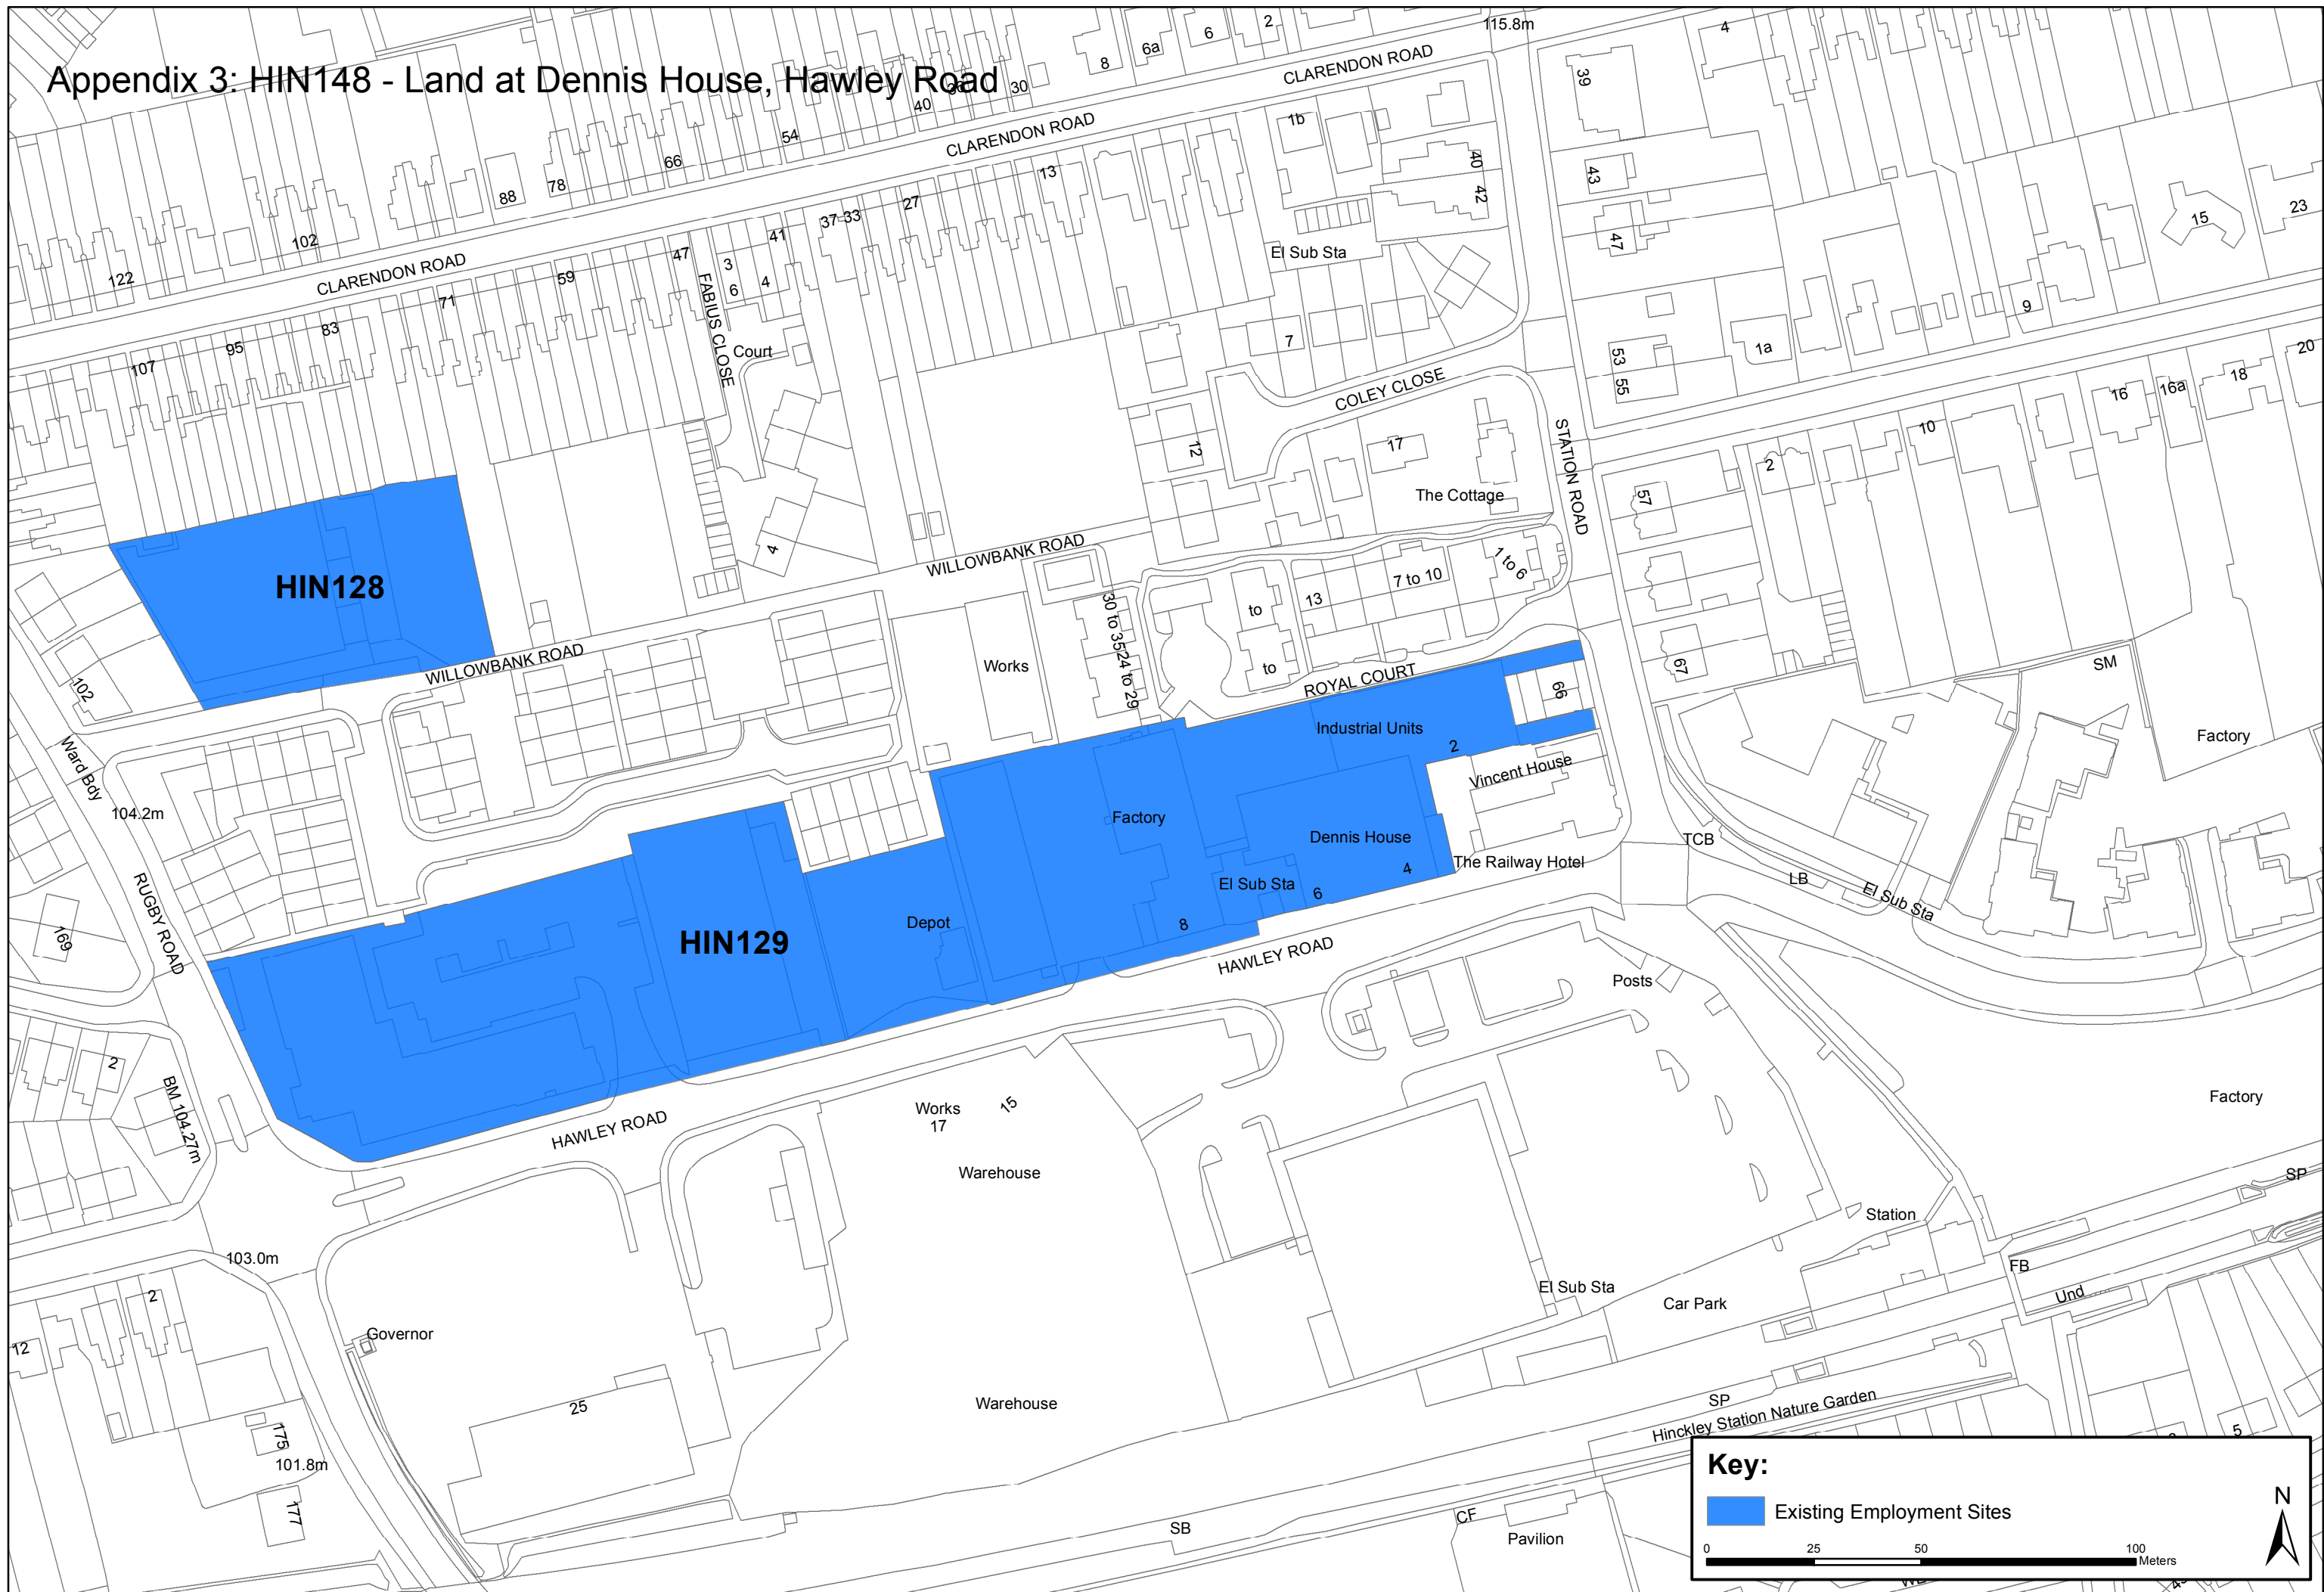 Appendix 3: HIN148 - Land at Dennis House, Hawley Road
115.8m
CLARENDON ROAD
8
6a
6
2
4
39
40
36
30
CLARENDON ROAD
54
66
78
88
102
122
CLARENDON ROAD
1b
40
42
43
47
15
23
13
27
37-33
41
47
59
71
83
95
107
3
6
4
FABIUS CLOSE
Court
El Sub Sta
7
COLEY CLOSE
53
55
1a
9
20
18
16a
16
10
2
12
17
The Cottage
STATION ROAD
57
67
4
WILLOWBANK ROAD
HIN128
WILLOWBANK ROAD
102
Works
30 to 35
24 to 29
to
to
13
7 to 10
1 to 6
ROYAL COURT
66
Industrial Units
2
Vincent House
SM
Factory
Ward Bdy
104.2m
RUGBY ROAD
169
Factory
Dennis House
4
El Sub Sta
6
8
The Railway Hotel
TCB
LB
El Sub Sta
Depot
HIN129
HAWLEY ROAD
Posts
2
BM 104.27m
HAWLEY ROAD
Works
17
15
Warehouse
Factory
SP
Station
103.0m
2
12
Governor
El Sub Sta
Car Park
FB
Und
25
Warehouse
SP
Hinckley Station Nature Garden
5
175
101.8m
177
SB
CF
Pavilion
Key:
Existing Employment Sites
N
0 25 50 100
Meters